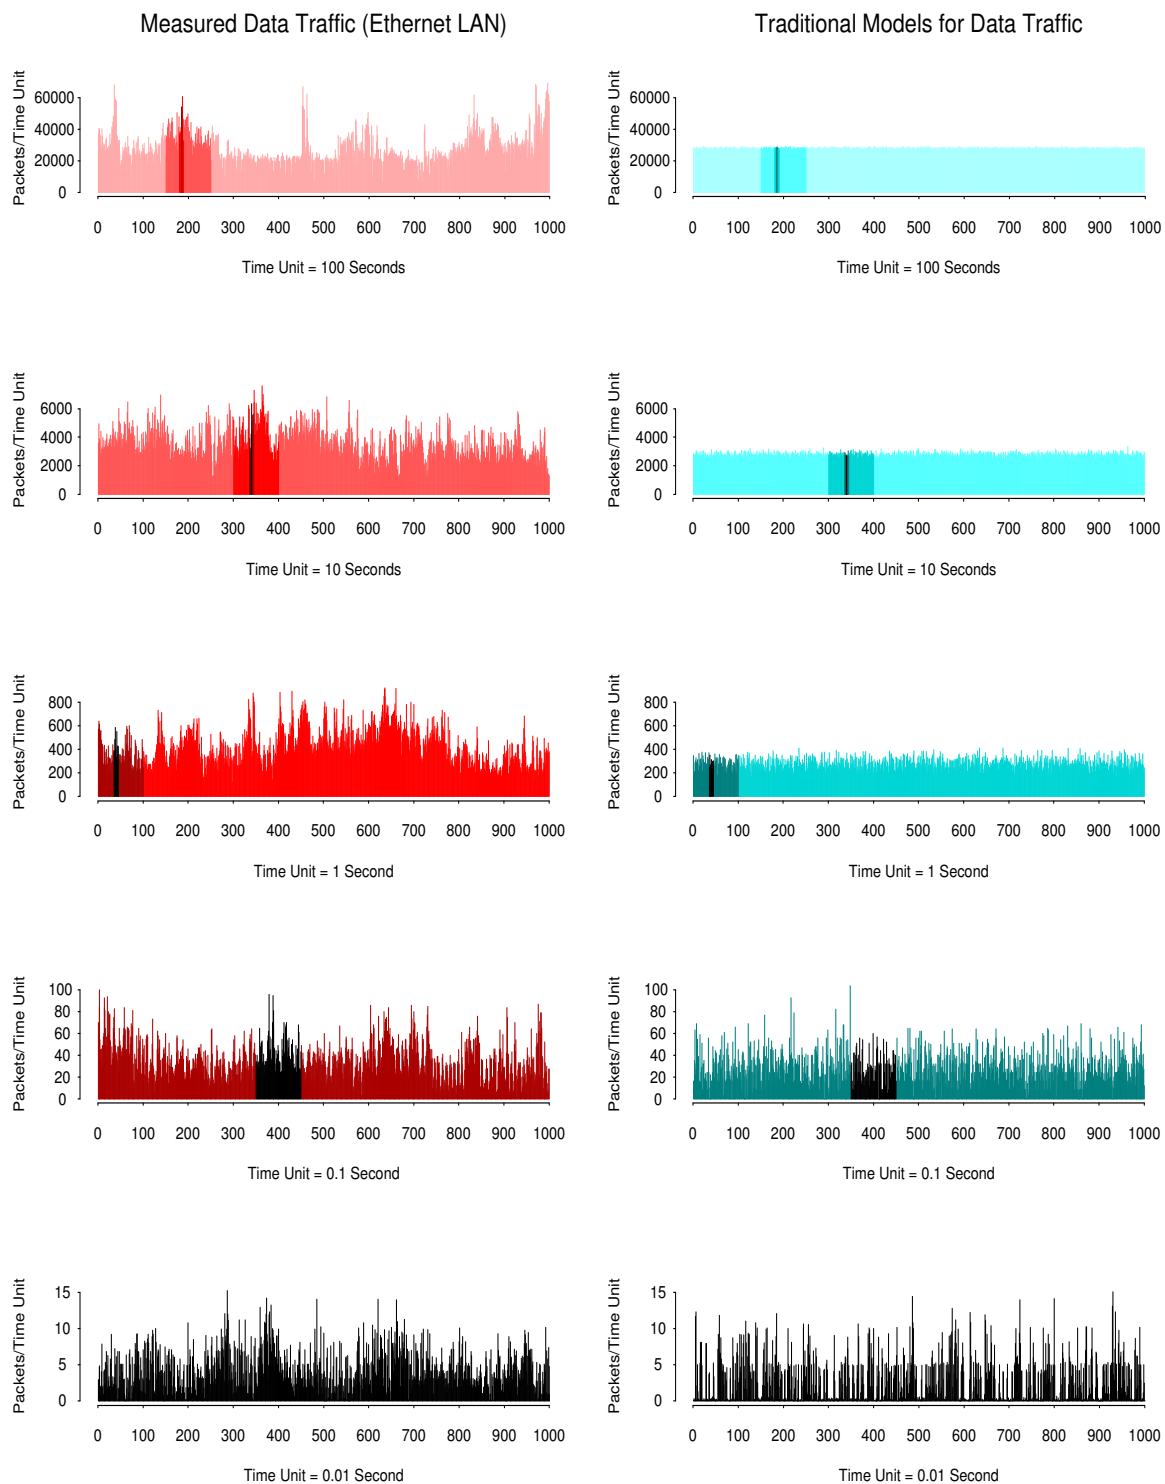 Measured Data Traffic (Ethernet LAN)
Traditional Models for Data Traffic
Packets/Time Unit
60000
40000
20000
0
0 100 200 300 400 500 600 700 800 900 1000
Time Unit = 100 Seconds
Packets/Time Unit
60000
40000
20000
0
0 100 200 300 400 500 600 700 800 900 1000
Time Unit = 100 Seconds
Packets/Time Unit
6000
4000
2000
0
0 100 200 300 400 500 600 700 800 900 1000
Time Unit = 10 Seconds
Packets/Time Unit
6000
4000
2000
0
0 100 200 300 400 500 600 700 800 900 1000
Time Unit = 10 Seconds
Packets/Time Unit
800
600
400
200
0
0 100 200 300 400 500 600 700 800 900 1000
Time Unit = 1 Second
Packets/Time Unit
800
600
400
200
0
0 100 200 300 400 500 600 700 800 900 1000
Time Unit = 1 Second
Packets/Time Unit
100
80
60
40
20
0
0 100 200 300 400 500 600 700 800 900 1000
Time Unit = 0.1 Second
Packets/Time Unit
100
80
60
40
20
0
0 100 200 300 400 500 600 700 800 900 1000
Time Unit = 0.1 Second
Packets/Time Unit
15
10
5
0
0 100 200 300 400 500 600 700 800 900 1000
Time Unit = 0.01 Second
Packets/Time Unit
15
10
5
0
0 100 200 300 400 500 600 700 800 900 1000
Time Unit = 0.01 Second